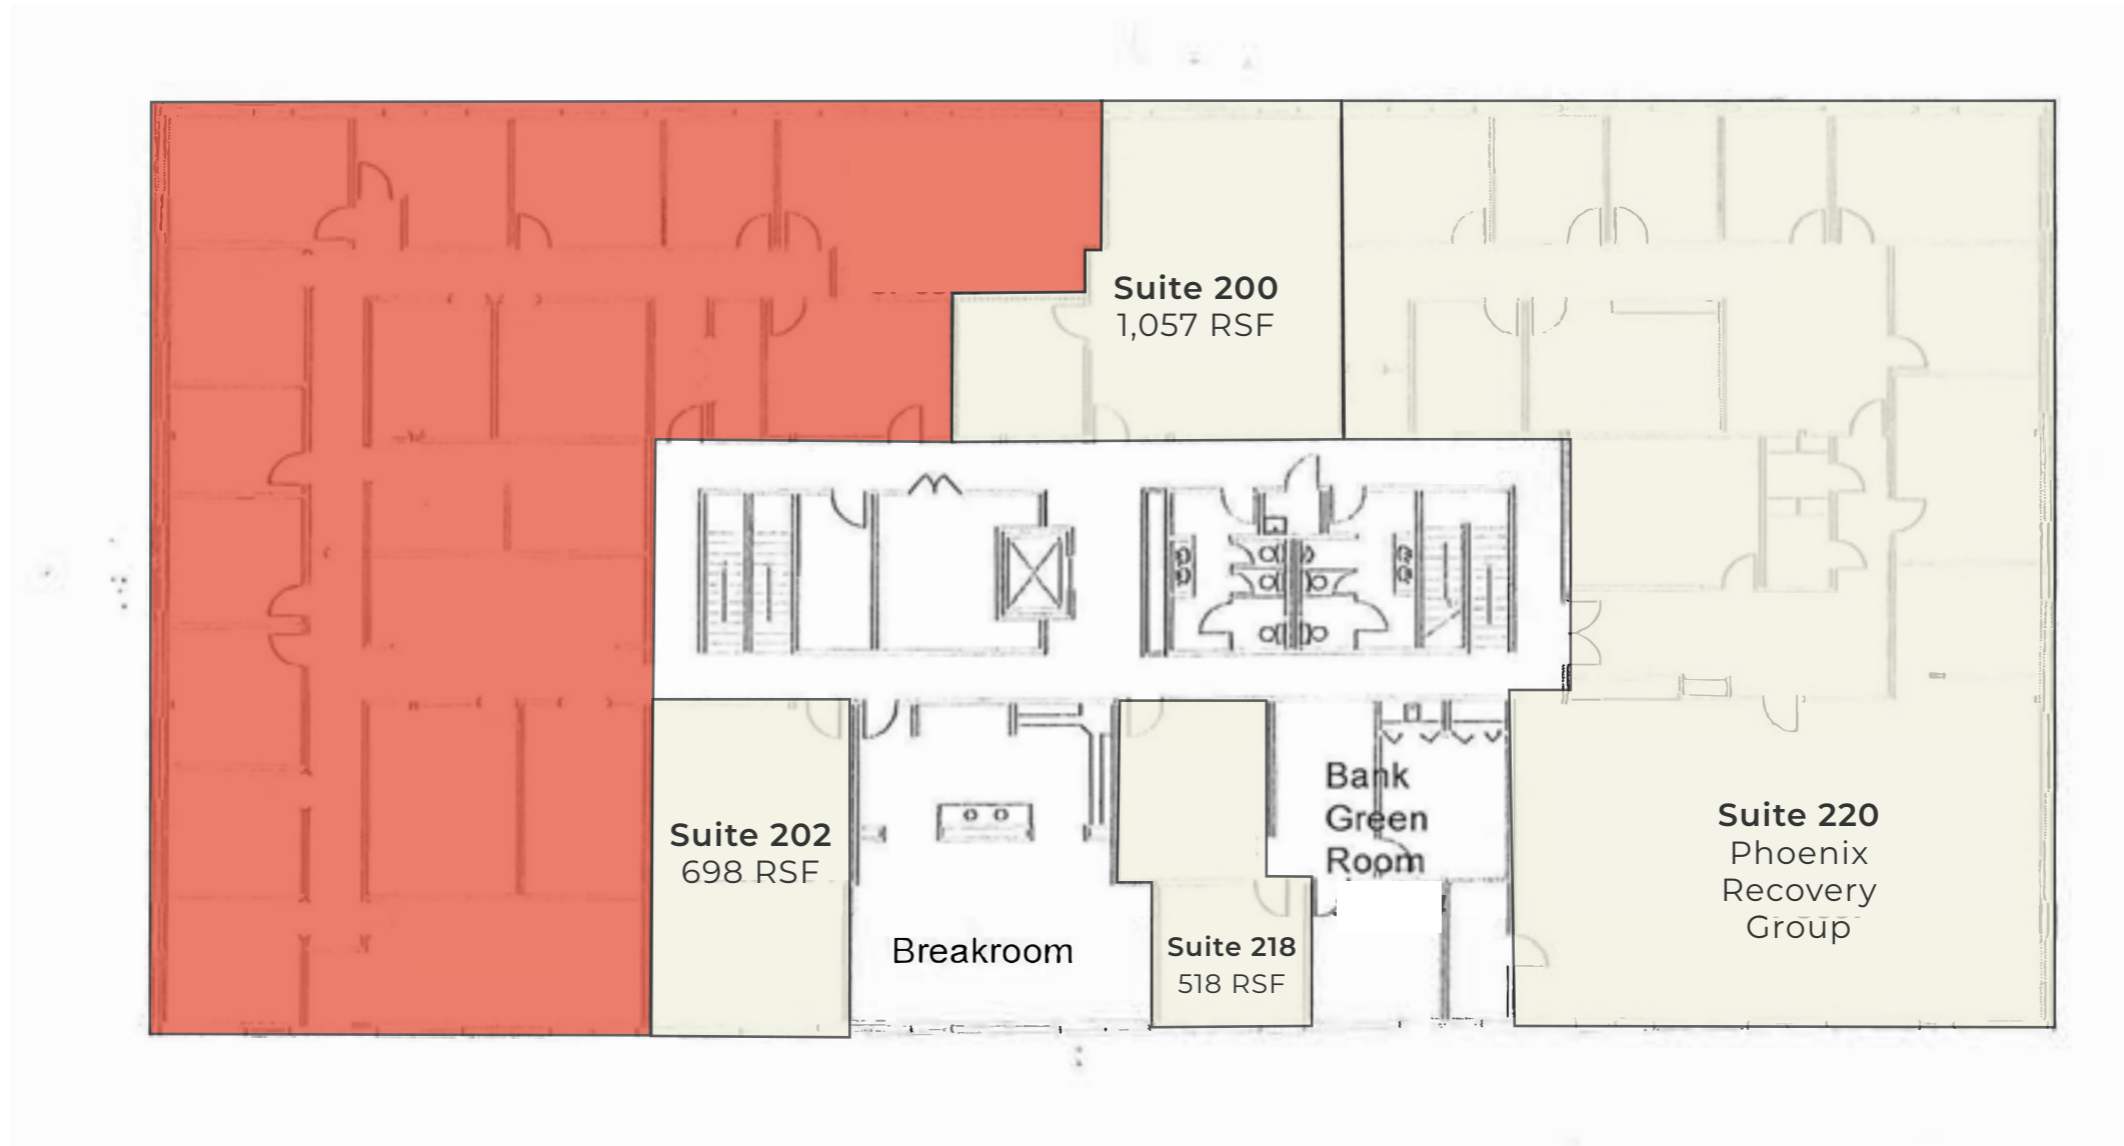 Suite 200
1,057 RSF
Suite 202
698 RSF
Breakroom
Suite 218
518 RSF
Bank
Green
Room
Suite 220
Phoenix
Recovery
Group